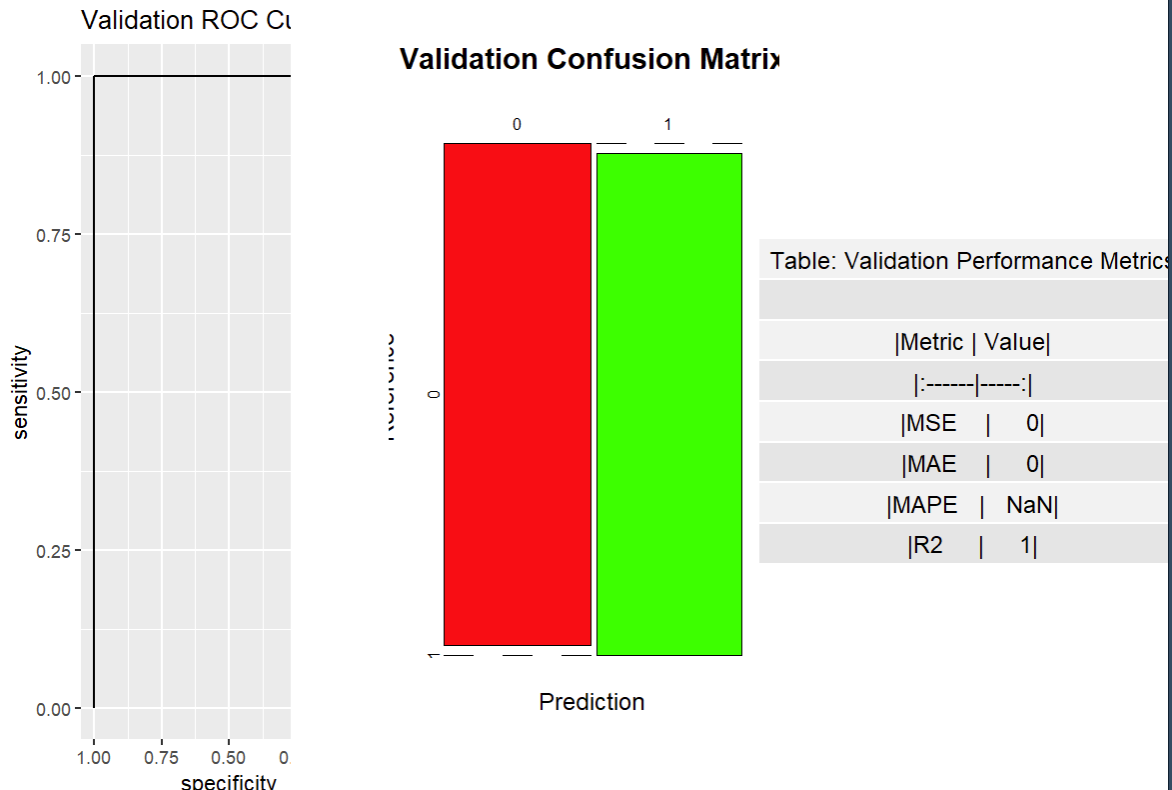 Validation ROC Cu
1.00
0.75
0.50
0.25
0.00
sensitivity
1.00 0.75 0.50 0.
specificity
Validation Confusion Matrix
0 1
0
1
Prediction
Table: Validation Performance Metrics
|Metric | Value|
|:------|-----:|
|MSE | 0|
|MAE | 0|
|MAPE | NaN|
|R2 | 1|